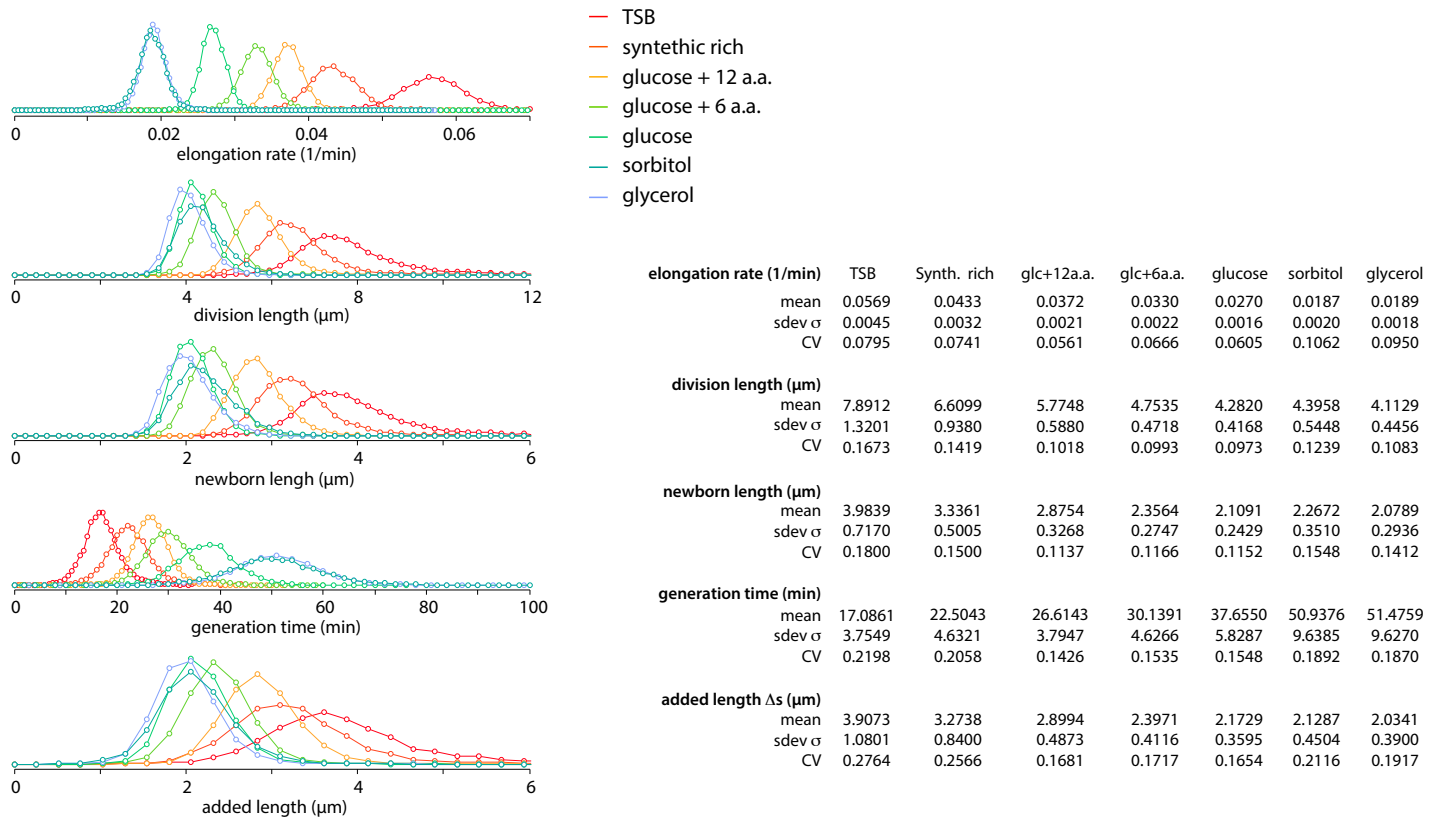 TSB
syntethic rich
glucose + 12 a.a.
glucose + 6 a.a.
glucose
sorbitol
glycerol
0 0.02 0.04 0.06
elongation rate (1/min)
0 4 8 12
division length (μm)
0 2 4 6
newborn lengh (μm)
0 20 40 60 80 100
generation time (min)
0 2 4 6
added length (μm)
elongation rate (1/min) TSB Synth. rich glc+12a.a. glc+6a.a. glucose sorbitol glycerol
mean 0.0569 0.0433 0.0372 0.0330 0.0270 0.0187 0.0189
sdev σ 0.0045 0.0032 0.0021 0.0022 0.0016 0.0020 0.0018
CV 0.0795 0.0741 0.0561 0.0666 0.0605 0.1062 0.0950
division length (μm)
mean 7.8912 6.6099 5.7748 4.7535 4.2820 4.3958 4.1129
sdev σ 1.3201 0.9380 0.5880 0.4718 0.4168 0.5448 0.4456
CV 0.1673 0.1419 0.1018 0.0993 0.0973 0.1239 0.1083
newborn length (μm)
mean 3.9839 3.3361 2.8754 2.3564 2.1091 2.2672 2.0789
sdev σ 0.7170 0.5005 0.3268 0.2747 0.2429 0.3510 0.2936
CV 0.1800 0.1500 0.1137 0.1166 0.1152 0.1548 0.1412
generation time (min)
mean 17.0861 22.5043 26.6143 30.1391 37.6550 50.9376 51.4759
sdev σ 3.7549 4.6321 3.7947 4.6266 5.8287 9.6385 9.6270
CV 0.2198 0.2058 0.1426 0.1535 0.1548 0.1892 0.1870
added length Δs (μm)
mean 3.9073 3.2738 2.8994 2.3971 2.1729 2.1287 2.0341
sdev σ 1.0801 0.8400 0.4873 0.4116 0.3595 0.4504 0.3900
CV 0.2764 0.2566 0.1681 0.1717 0.1654 0.2116 0.1917